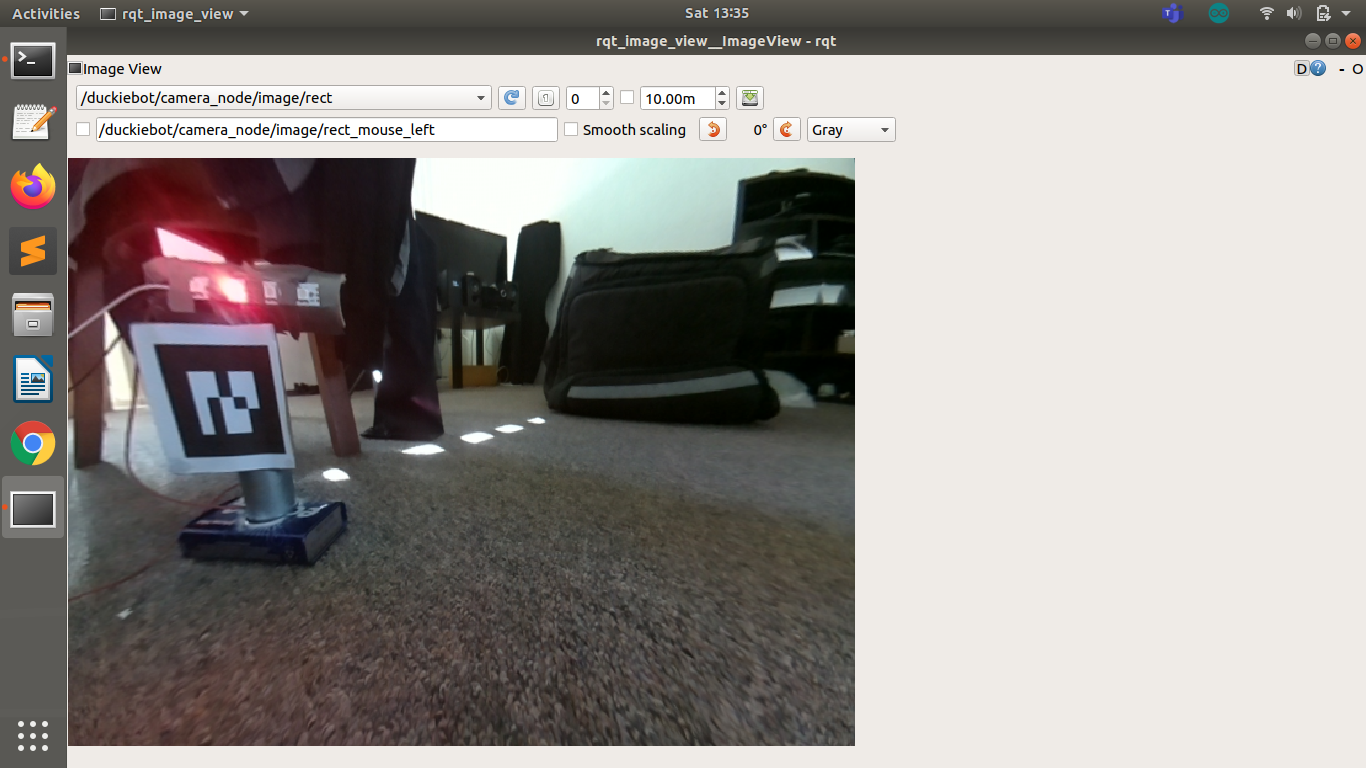 Activities rqt_image_view Sat 13:35
rqt_image_view__ImageView - rqt
Image View D ? - O
/duckiebot/camera_node/image/rect 0 10.00m
/duckiebot/camera_node/image/rect_mouse_left Smooth scaling 0° Gray